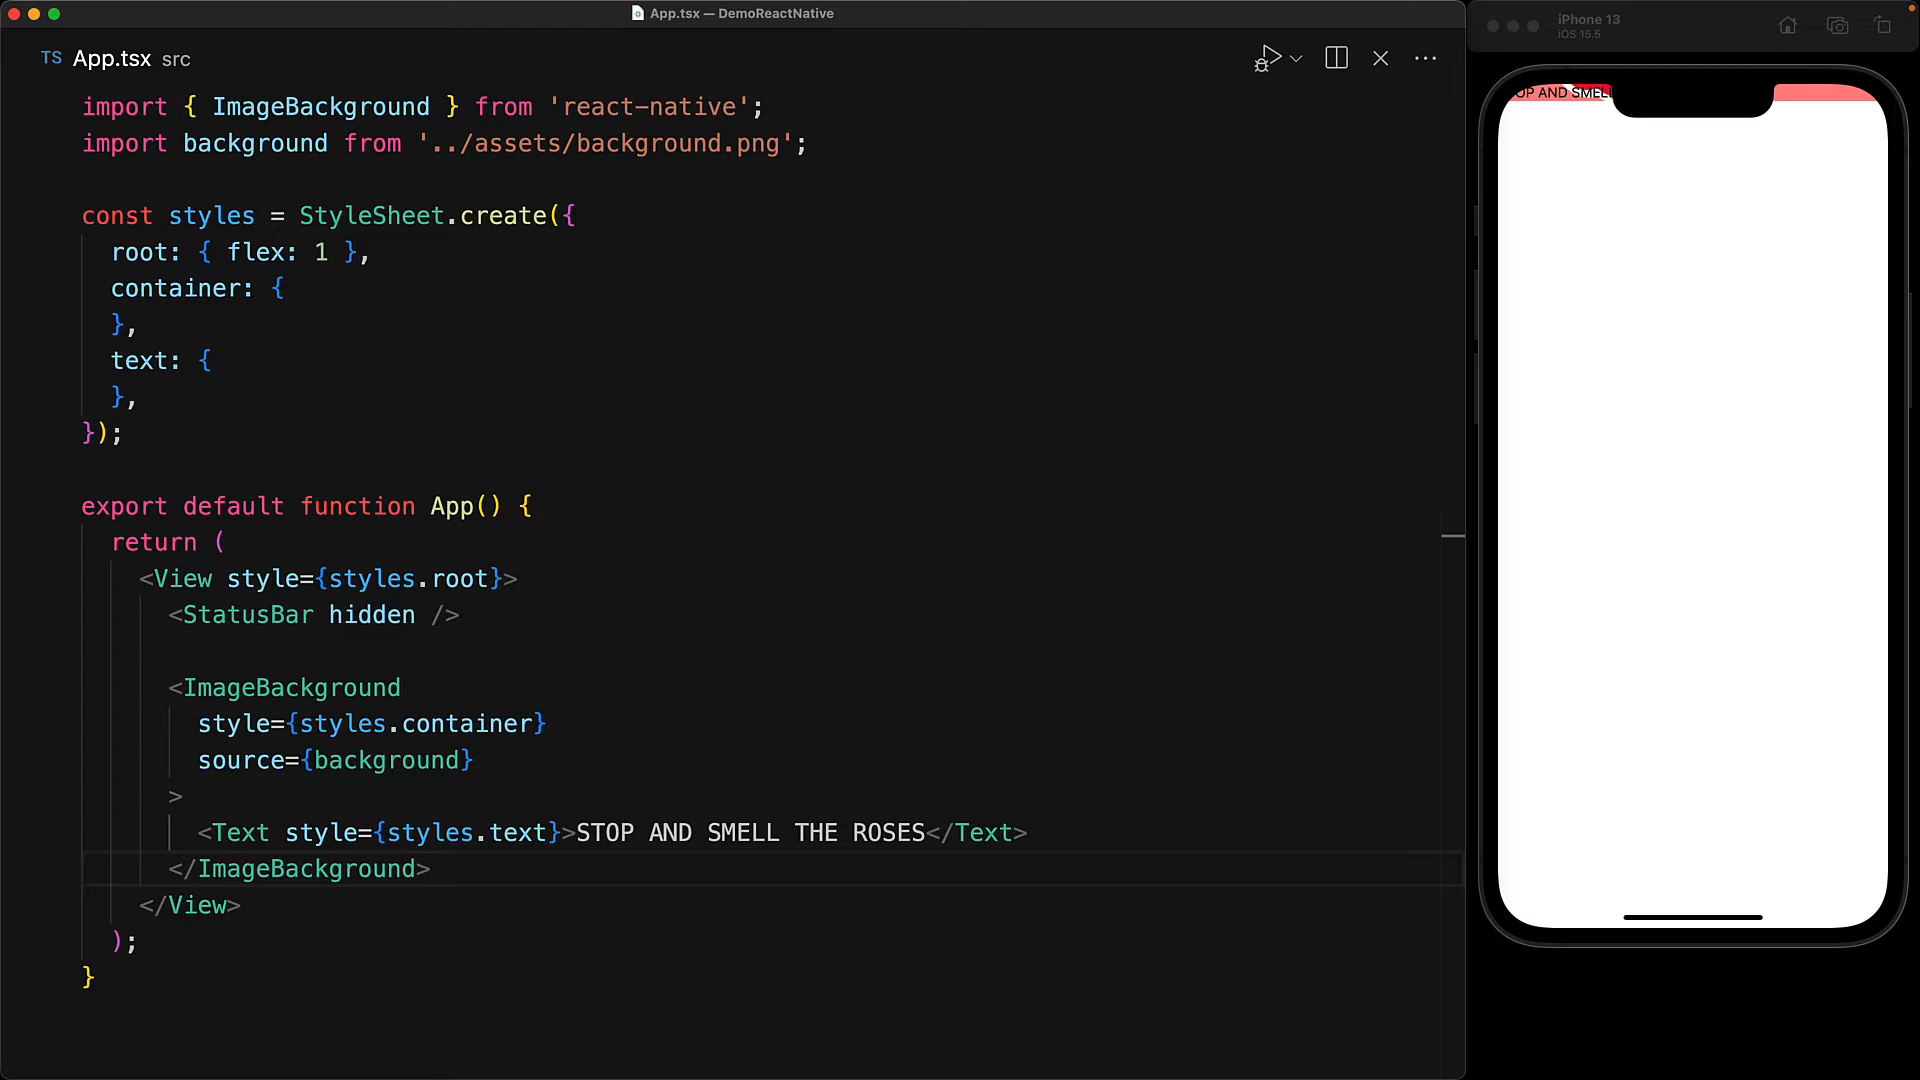 App.tsx — DemoReactNative
TS App.tsx src
import { ImageBackground } from 'react-native';
import background from '../assets/background.png';
const styles = StyleSheet.create({
root: { flex: 1 },
container: {
},
text: {
},
});
export default function App() {
return (
<View style={styles.root}>
<StatusBar hidden />
<ImageBackground
style={styles.container}
source={background}
>
<Text style={styles.text}>STOP AND SMELL THE ROSES</Text>
</ImageBackground>
</View>
);
}
iPhone 13
iOS 15.5
OP AND SMELL